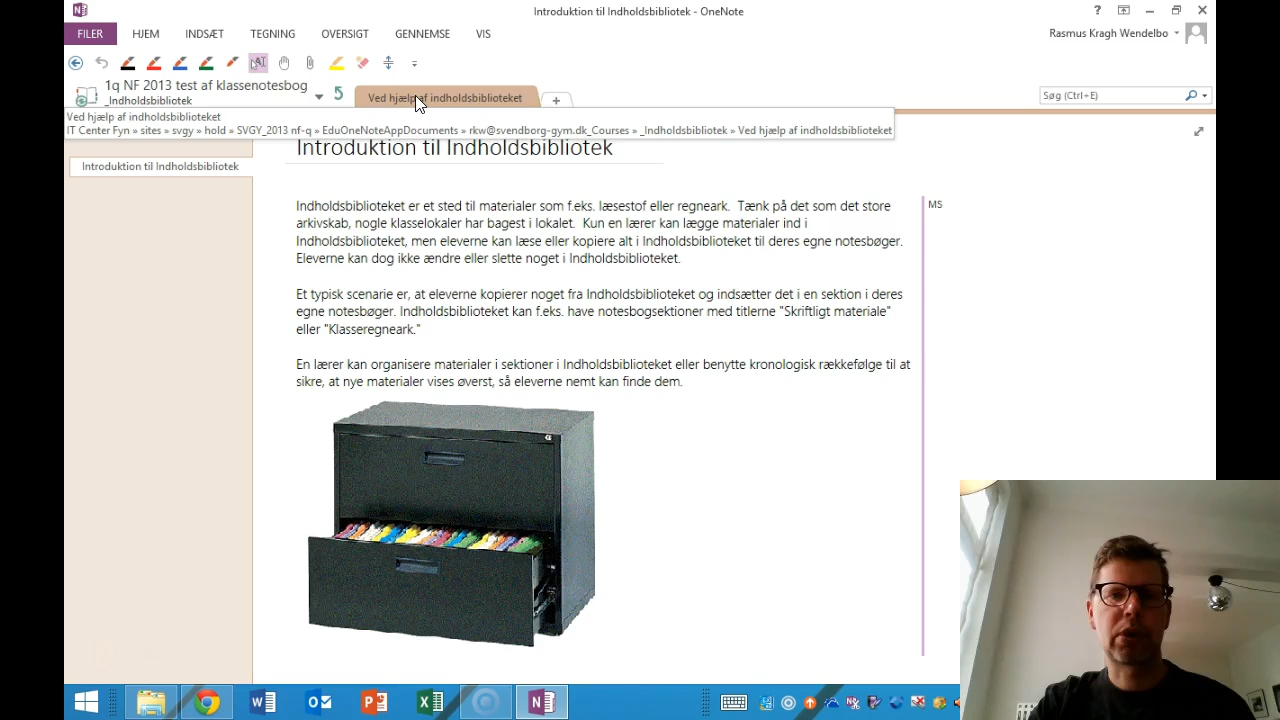 Introduktion til Indholdsbibliotek - OneNote
FILER HJEM INDSÆT TEGNING OVERSIGT GENNEMSE VIS
Rasmus Kragh Wendelbo
1q NF 2013 test af klassenotesbog
_Indholdsbibliotek
Ved hjælp af indholdsbiblioteket
Søg (Ctrl+E)
Ved hjælp af indholdsbiblioteket
IT Center Fyn » sites » svgy » hold » SVGY_2013 nf-q » EduOneNoteAppDocuments » rkw@svendborg-gym.dk_Courses » _Indholdsbibliotek » Ved hjælp af indholdsbiblioteket
Introduktion til Indholdsbibliotek
Introduktion til Indholdsbibliotek
Indholdsbiblioteket er et sted til materialer som f.eks. læsestof eller regneark. Tænk på det som det store
arkivskab, nogle klasselokaler har bagest i lokalet. Kun en lærer kan lægge materialer ind i
Indholdsbiblioteket, men eleverne kan læse eller kopiere alt i Indholdsbiblioteket til deres egne notesbøger.
Eleverne kan dog ikke ændre eller slette noget i Indholdsbiblioteket.
MS
Et typisk scenarie er, at eleverne kopierer noget fra Indholdsbiblioteket og indsætter det i en sektion i deres
egne notesbøger. Indholdsbiblioteket kan f.eks. have notesbogsektioner med titlerne "Skriftligt materiale"
eller "Klasseregneark."
En lærer kan organisere materialer i sektioner i Indholdsbiblioteket eller benytte kronologisk rækkefølge til at
sikre, at nye materialer vises øverst, så eleverne nemt kan finde dem.